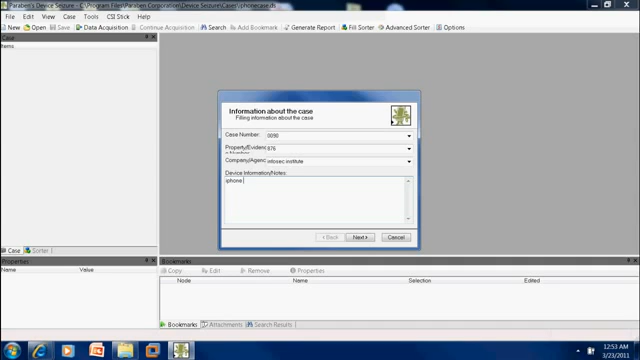 Paraben's Device Seizure - C:\Program Files\Paraben Corporation\Device Seizure\Cases\iphonecase.ds
File Edit View Case Tools CSI Stick Help
New Open Save Data Acquisition Continue Acquisition Search Add Bookmark Generate Report Fill Sorter Advanced Sorter Options
Case
Items
Information about the case
Filling information about the case
Case Number: 0090
Property/Evidenc 876
Company/Agenc infosec institute
Device Information/Notes:
iphone
< Back Next > Cancel
Case Sorter
Properties
Bookmarks
Name Value
Copy Edit Remove Properties
Node Name Selection Edited
Bookmarks Attachments Search Results
12:53 AM
3/23/2011